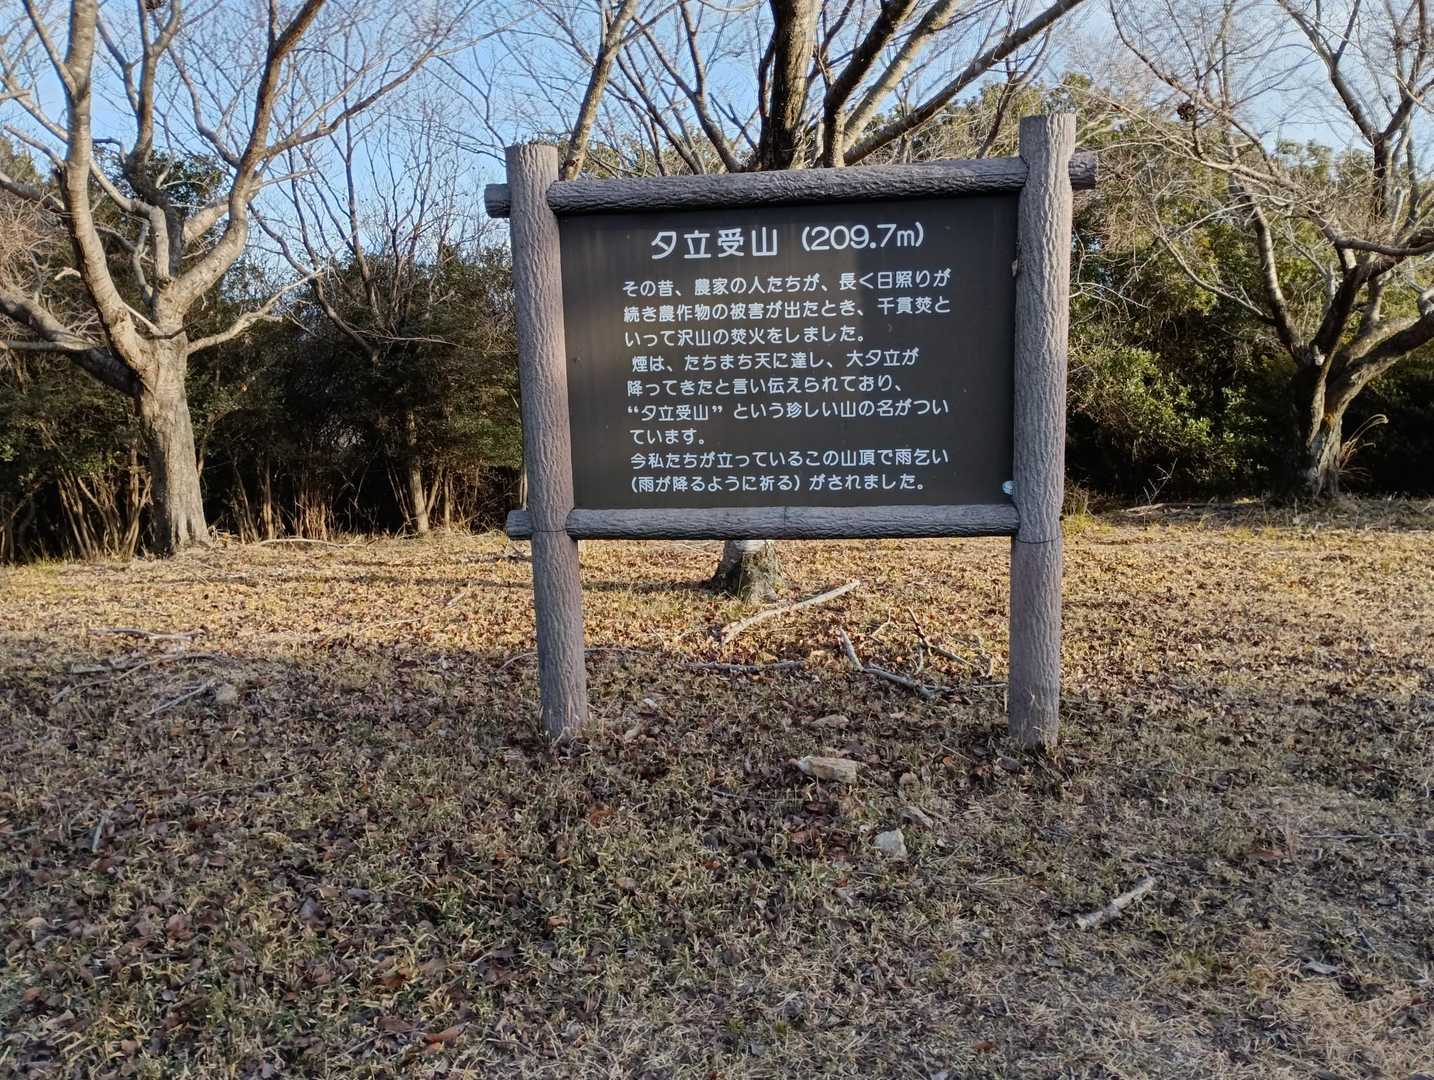 夕立受山 (209.7m)
その昔、農家の人たちが、長く日照りが
続き農作物の被害が出たとき、千貫焚と
いって沢山の焚火をしました。
煙は、たちまち天に達し、大夕立が
降ってきたと言い伝えられており、
“夕立受山”という珍しい山の名がつい
ています。
今私たちが立っているこの山頂で雨乞い
(雨が降るように祈る)がされました。